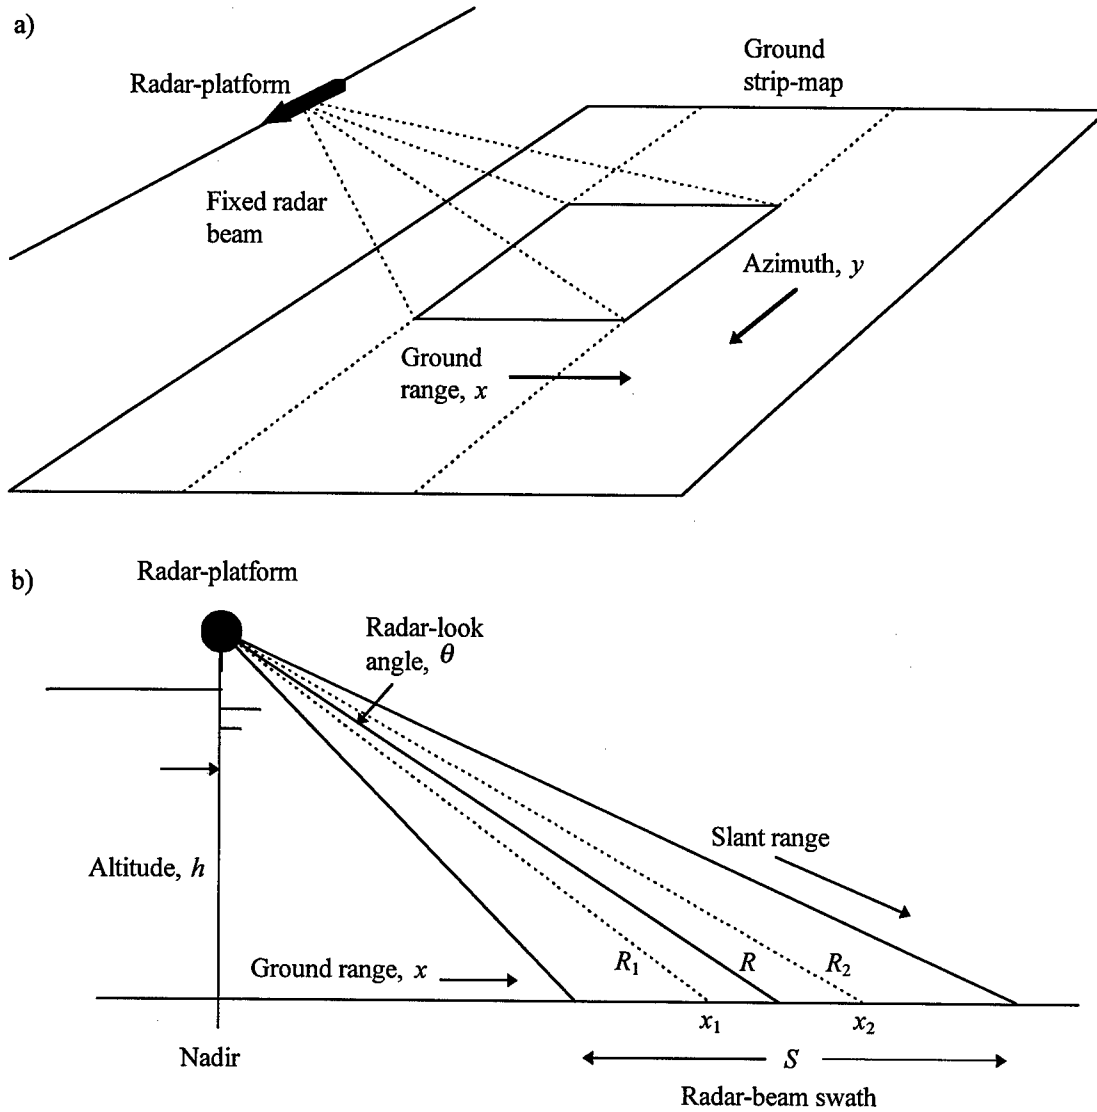 a)
Radar-platform
Ground
strip-map
Fixed radar
beam
Azimuth, y
Ground
range, x
b)
Radar-platform
Radar-look
angle, θ
Slant range
Altitude, h
Ground range, x
R₁
R
R₂
x₁
x₂
Nadir
S
Radar-beam swath